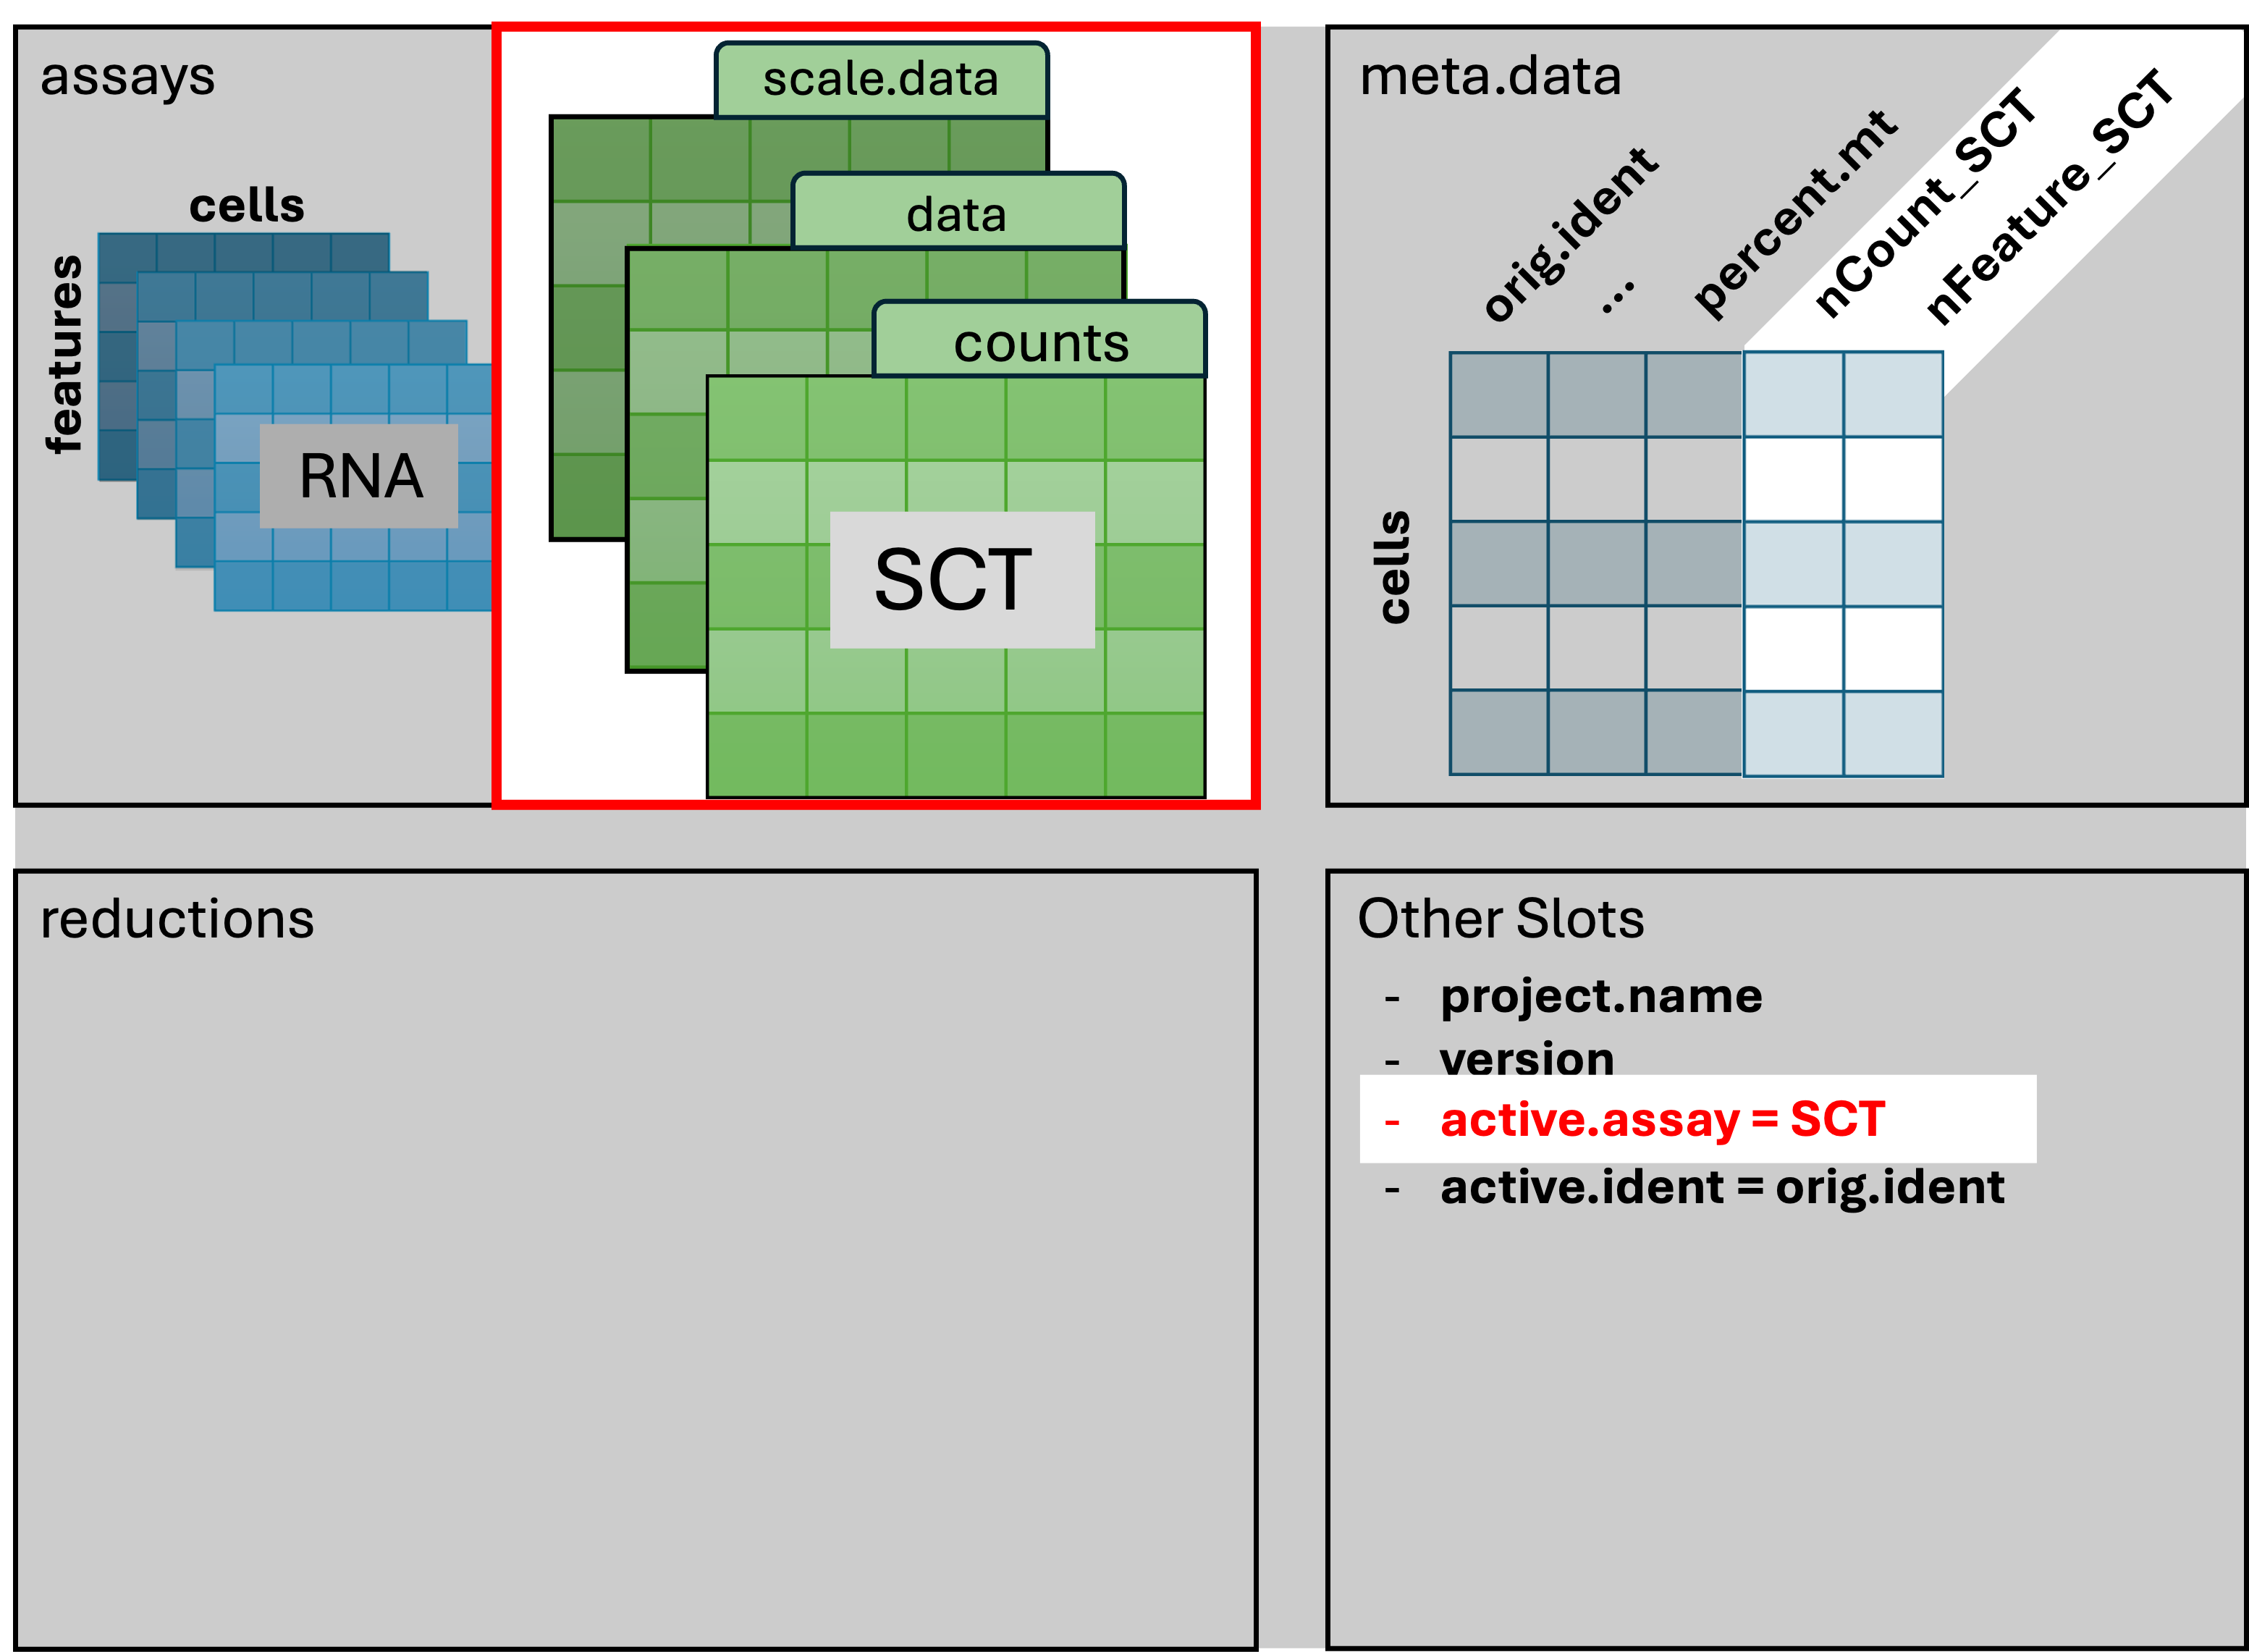 assays
cells
features
RNA
scale.data
data
counts
SCT
meta.data
orig.ident
...
percent.mt
nCount_SCT
nFeature_SCT
cells
reductions
Other Slots
- project.name
- version
- active.assay = SCT
- active.ident = orig.ident